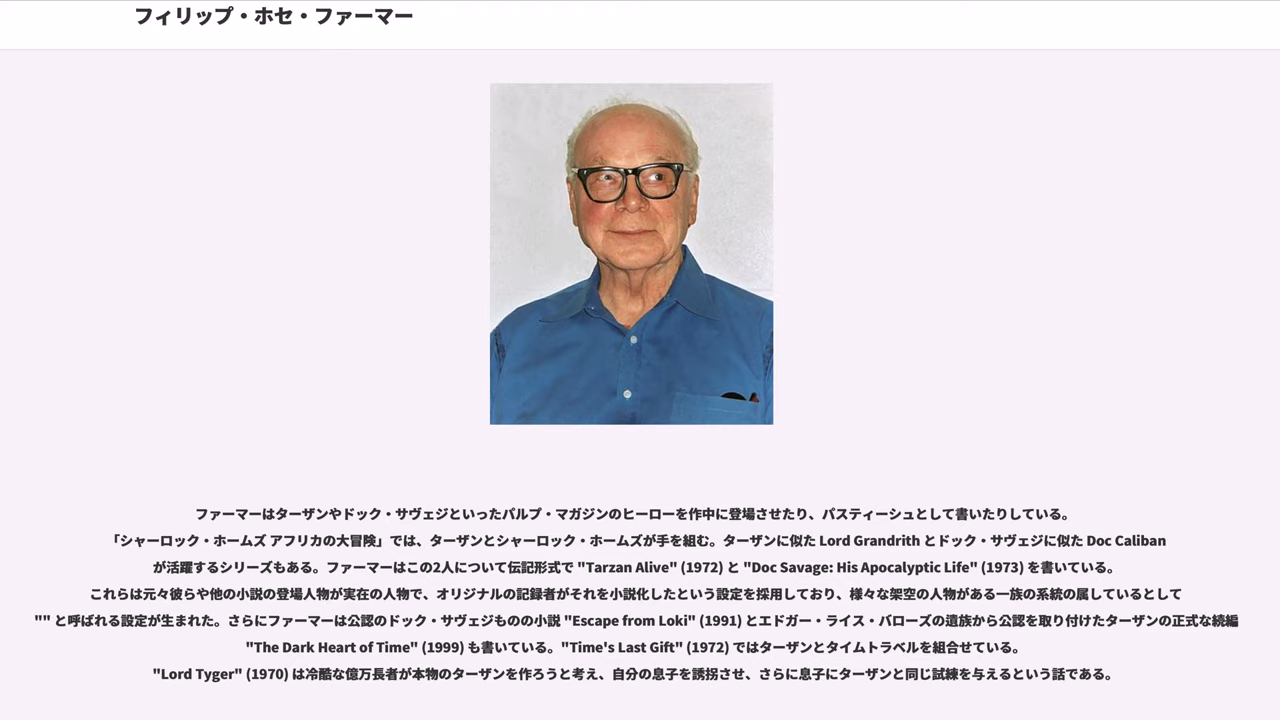 フィリップ・ホセ・ファーマー
ファーマーはターザンやドック・サヴェジといったパルプ・マガジンのヒーローを作中に登場させたり、パスティーシュとして書いたりしている。
「シャーロック・ホームズ アフリカの大冒険」では、ターザンとシャーロック・ホームズが手を組む。ターザンに似た Lord Grandrith とドック・サヴェジに似た Doc Caliban
が活躍するシリーズもある。ファーマーはこの2人について伝記形式で "Tarzan Alive" (1972) と "Doc Savage: His Apocalyptic Life" (1973) を書いている。
これらは元々彼らや他の小説の登場人物が実在の人物で、オリジナルの記録者がそれを小説化したという設定を採用しており、様々な架空の人物がある一族の系統の属しているとして
"" と呼ばれる設定が生まれた。さらにファーマーは公認のドック・サヴェジものの小説 "Escape from Loki" (1991) とエドガー・ライス・バローズの遺族から公認を取り付けたターザンの正式な続編
"The Dark Heart of Time" (1999) も書いている。"Time's Last Gift" (1972) ではターザンとタイムトラベルを組合せている。
"Lord Tyger" (1970) は冷酷な億万長者が本物のターザンを作ろうと考え、自分の息子を誘拐させ、さらに息子にターザンと同じ試練を与えるという話である。